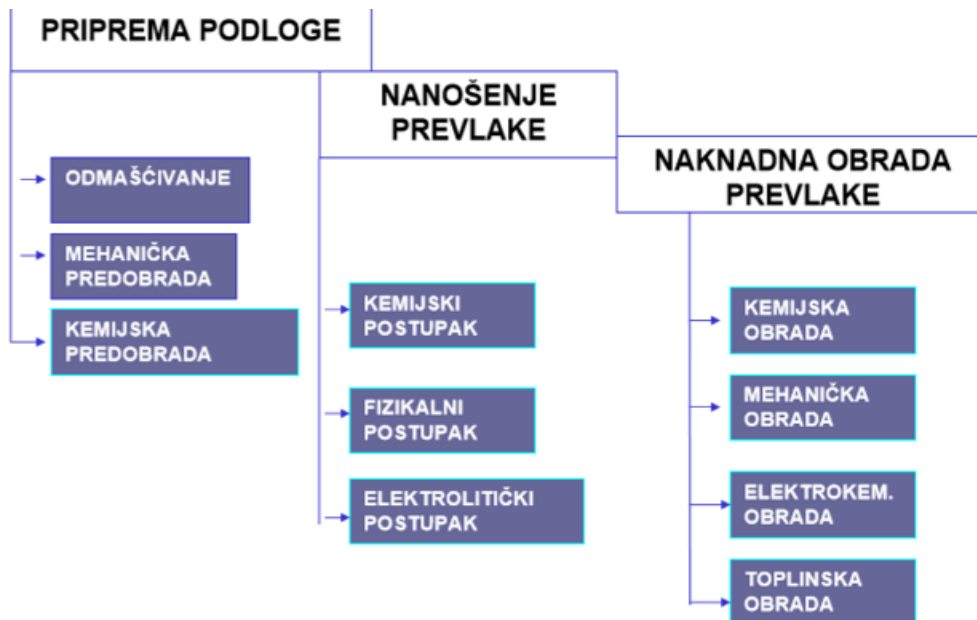 PRIPREMA PODLOGE
ODMAŠĆIVANJE
MEHANIČKA
PREDOBRADA
KEMIJSKA
PREDOBRADA
NANOŠENJE
PREVLAKE
KEMIJSKI
POSTUPAK
FIZIKALNI
POSTUPAK
ELEKTROLITIČKI
POSTUPAK
NAKNADNA OBRADA
PREVLAKE
KEMIJSKA
OBRADA
MEHANIČKA
OBRADA
ELEKTROKEM.
OBRADA
TOPLINSKA
OBRADA